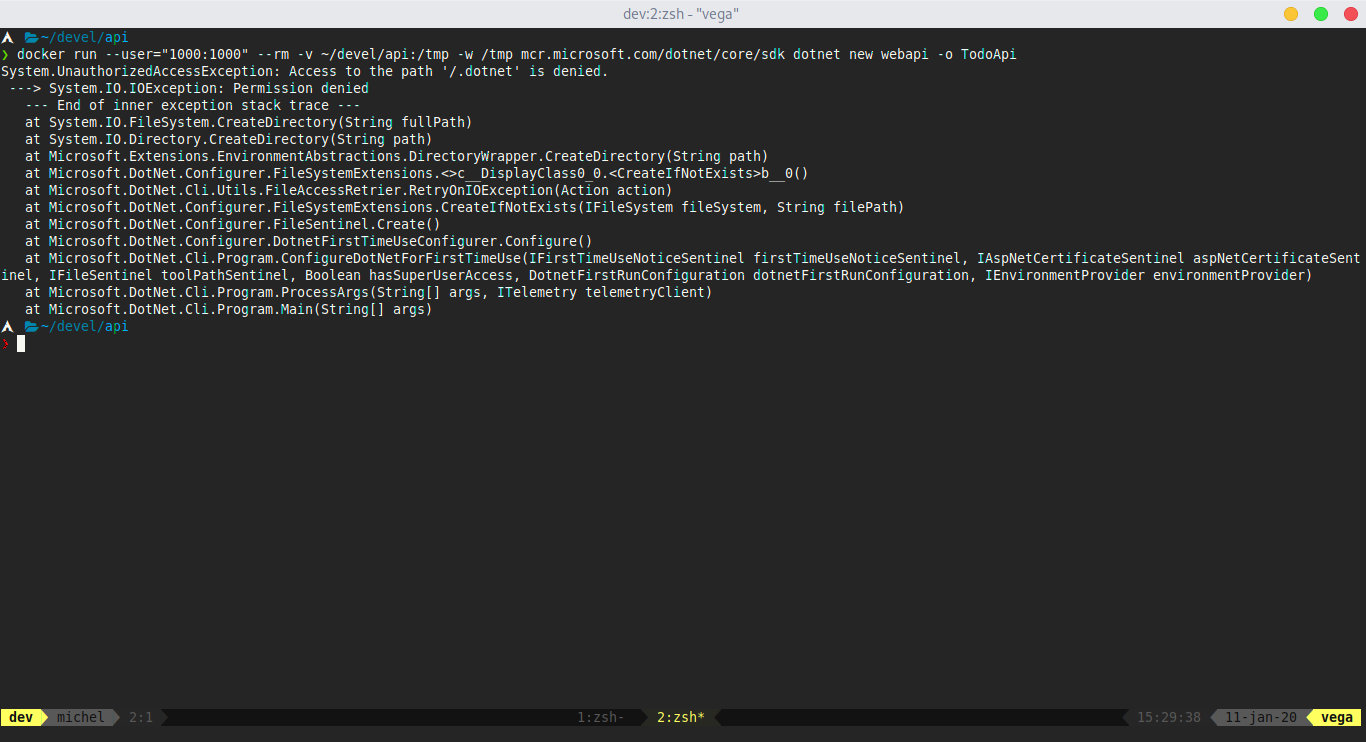 dev:2:zsh - "vega"
~/devel/api
❯ docker run --user="1000:1000" --rm -v ~/devel/api:/tmp -w /tmp mcr.microsoft.com/dotnet/core/sdk dotnet new webapi -o TodoApi
System.UnauthorizedAccessException: Access to the path '/.dotnet' is denied.
 ---> System.IO.IOException: Permission denied
   --- End of inner exception stack trace ---
   at System.IO.FileSystem.CreateDirectory(String fullPath)
   at System.IO.Directory.CreateDirectory(String path)
   at Microsoft.Extensions.EnvironmentAbstractions.DirectoryWrapper.CreateDirectory(String path)
   at Microsoft.DotNet.Configurer.FileSystemExtensions.<>c__DisplayClass0_0.<CreateIfNotExists>b__0()
   at Microsoft.DotNet.Cli.Utils.FileAccessRetrier.RetryOnIOException(Action action)
   at Microsoft.DotNet.Configurer.FileSystemExtensions.CreateIfNotExists(IFileSystem fileSystem, String filePath)
   at Microsoft.DotNet.Configurer.FileSentinel.Create()
   at Microsoft.DotNet.Configurer.DotnetFirstTimeUseConfigurer.Configure()
   at Microsoft.DotNet.Cli.Program.ConfigureDotNetForFirstTimeUse(IFirstTimeUseNoticeSentinel firstTimeUseNoticeSentinel, IAspNetCertificateSentinel aspNetCertificateSent
inel, IFileSentinel toolPathSentinel, Boolean hasSuperUserAccess, DotnetFirstRunConfiguration dotnetFirstRunConfiguration, IEnvironmentProvider environmentProvider)
   at Microsoft.DotNet.Cli.Program.ProcessArgs(String[] args, ITelemetry telemetryClient)
   at Microsoft.DotNet.Cli.Program.Main(String[] args)
~/devel/api
❯
dev michel 2:1 1:zsh- 2:zsh* 15:29:38 11-jan-20 vega